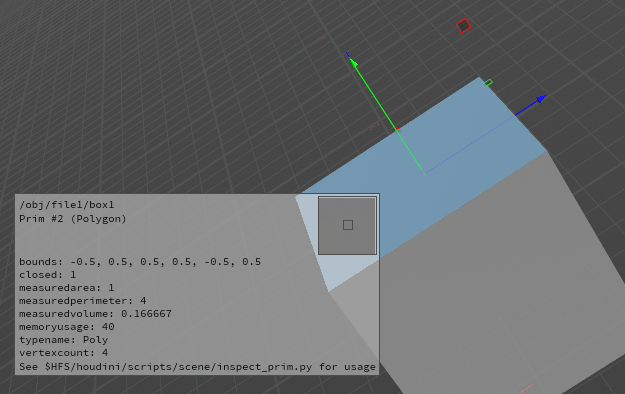 /obj/file1/box1
Prim #2 (Polygon)
bounds: -0.5, 0.5, 0.5, 0.5, -0.5, 0.5
closed: 1
measuredarea: 1
measuredperimeter: 4
measuredvolume: 0.166667
memoryusage: 40
typename: Poly
vertexcount: 4
See $HFS/houdini/scripts/scene/inspect_prim.py for usage